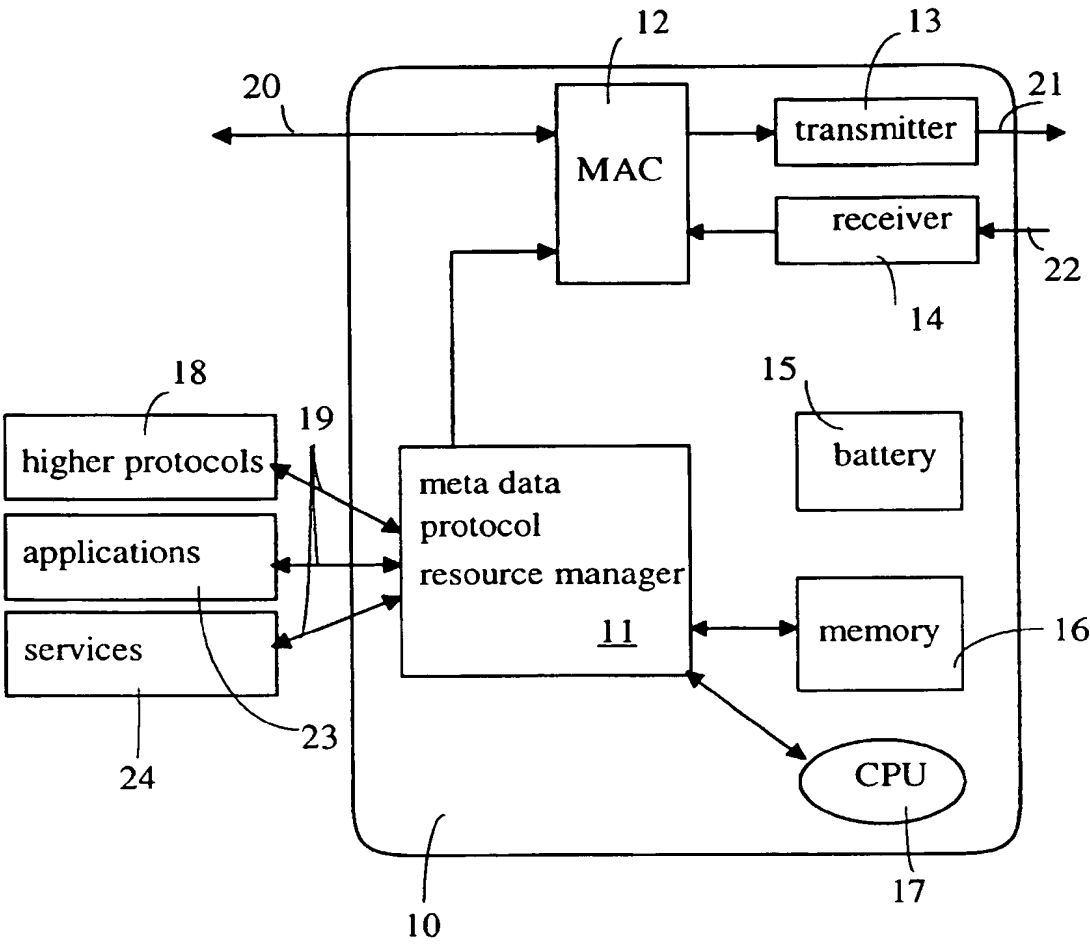 12
13
20
21
transmitter
MAC
receiver
22
14
18
19
15
higher protocols
meta data
battery
protocol
applications
resource manager
services
11
memory
16
23
24
CPU
10
17